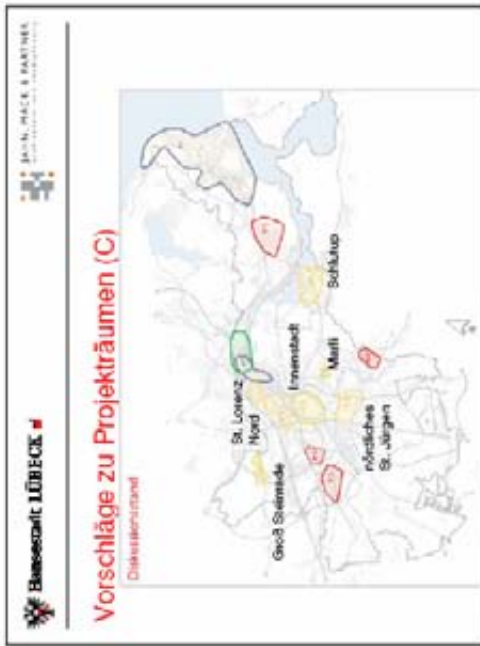 Hansestadt LÜBECK
JAHN, MACK & PARTNER
Vorschläge zu Projekträumen (C)
Diskussionsstand
St. Lorenz
Nord
Groß Steinrade
Innenstadt
Marli
Schlutup
nördliches
St. Jürgen